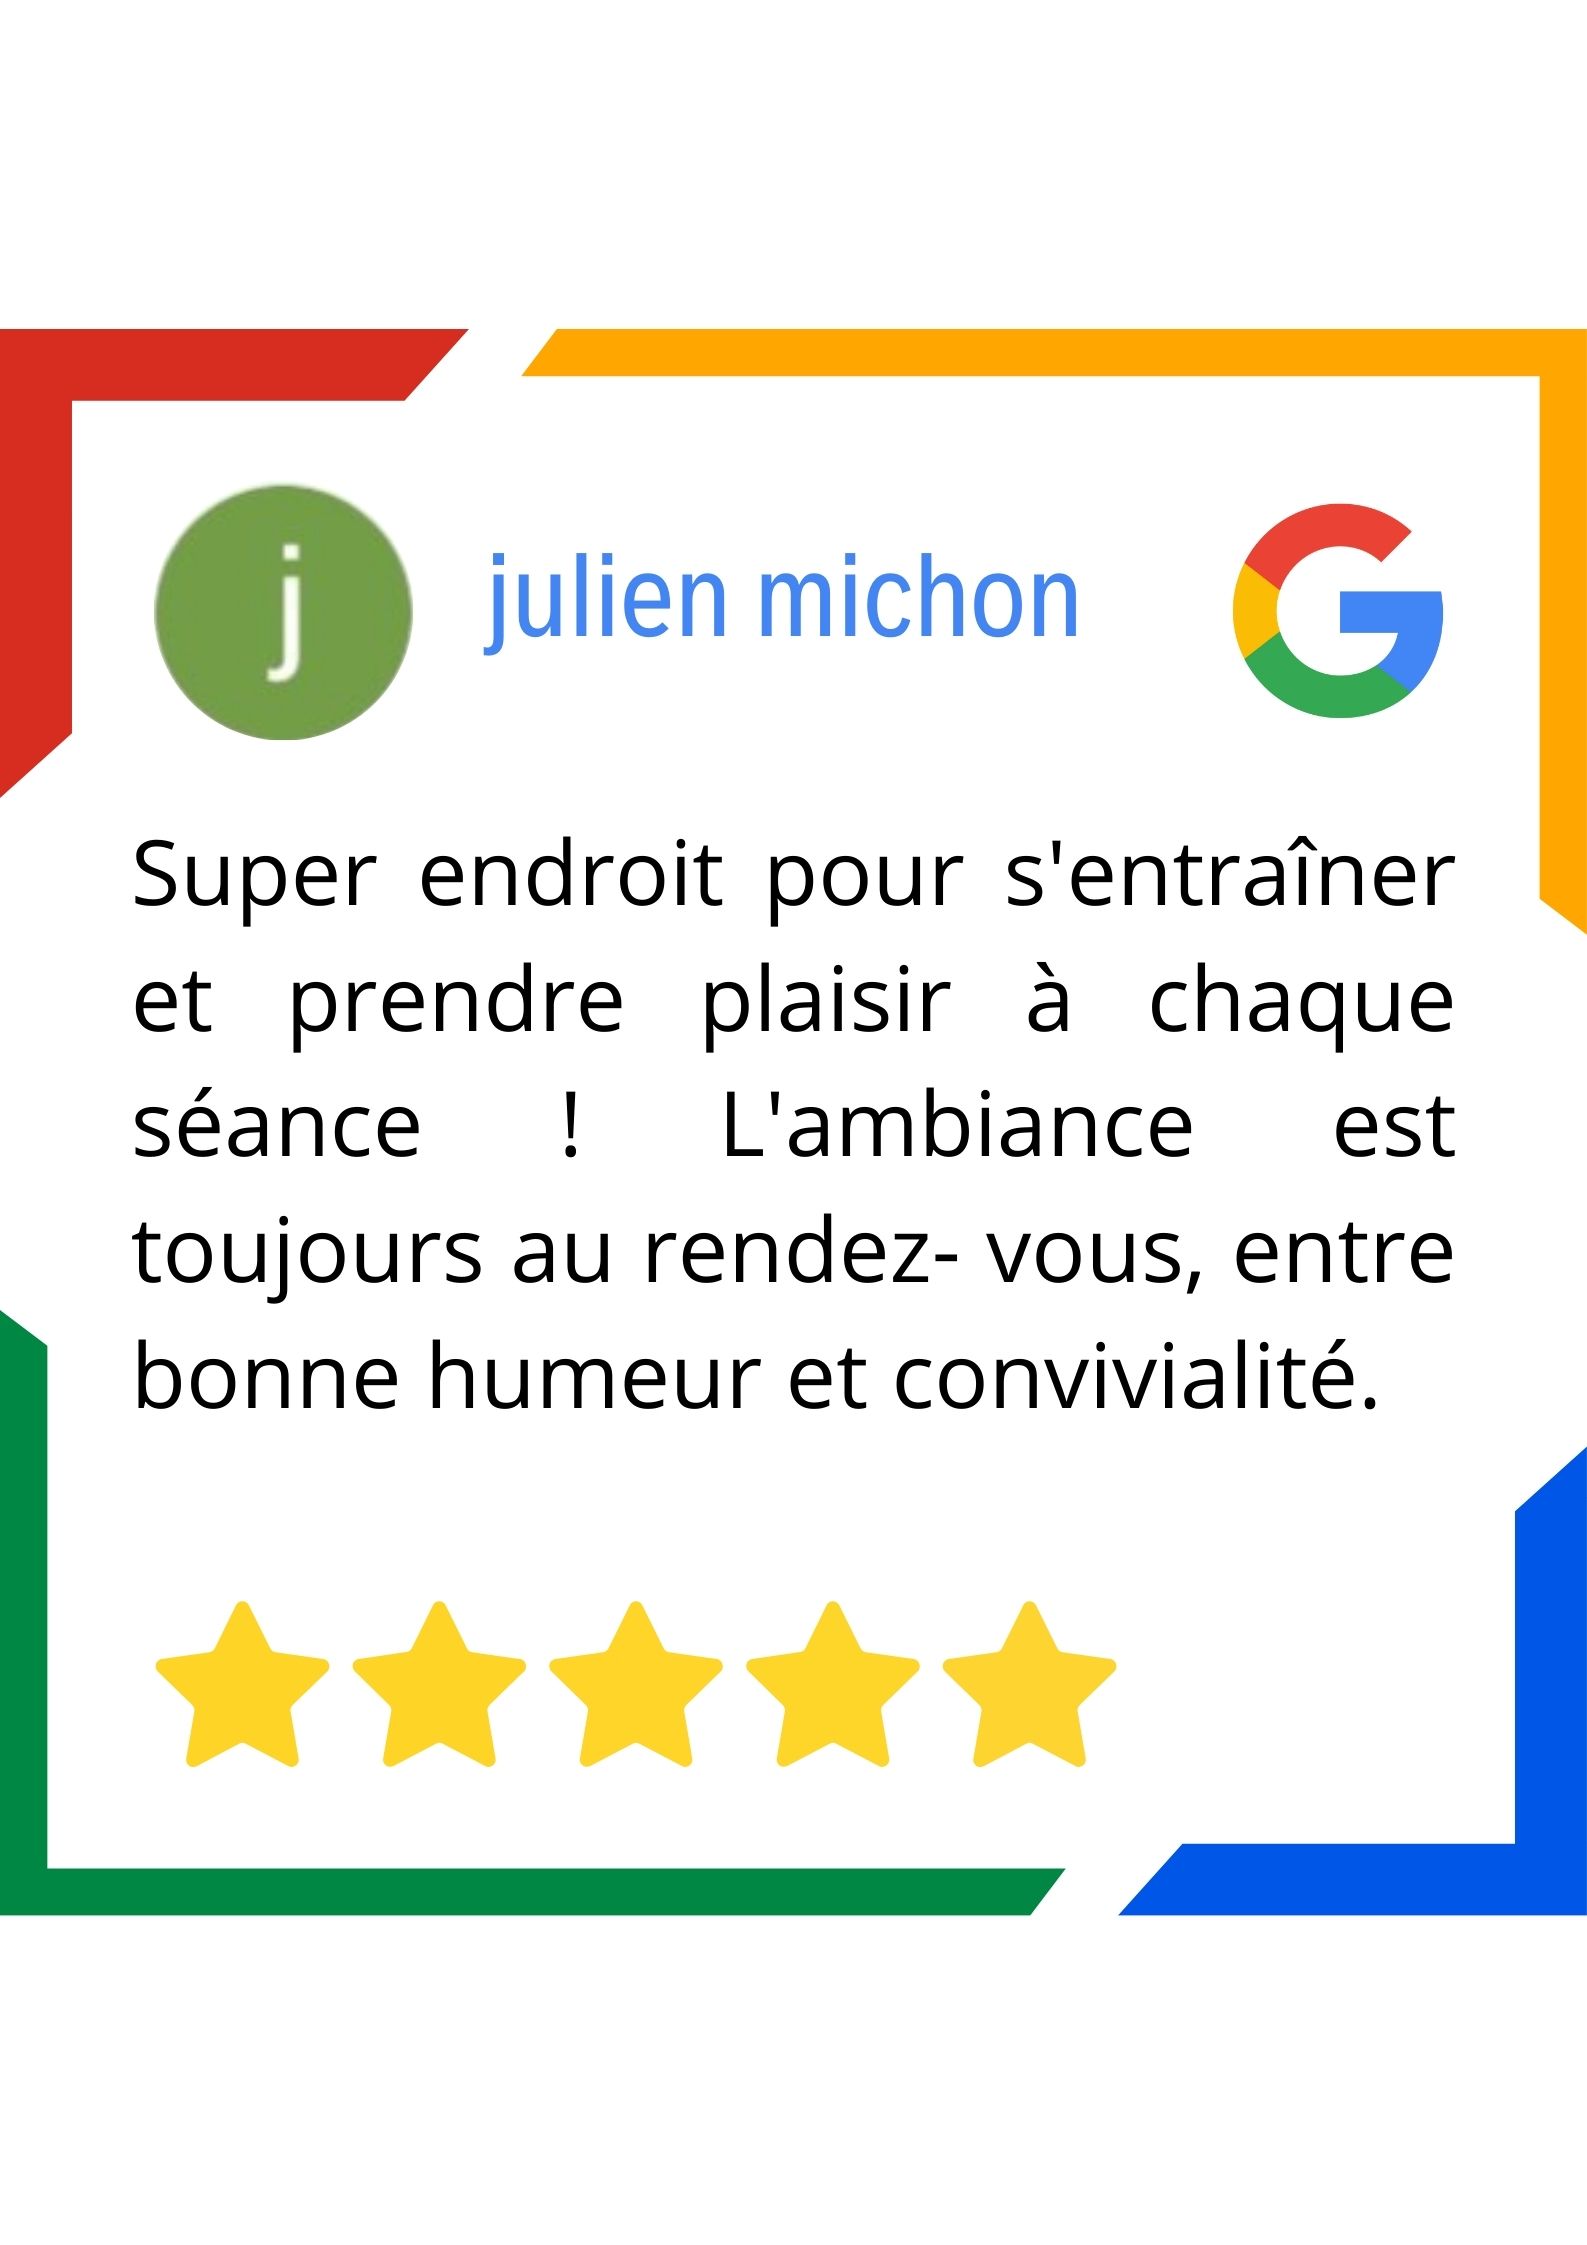 j
julien michon
G
Super endroit pour s'entraîner
et prendre plaisir à chaque
séance ! L'ambiance est
toujours au rendez- vous, entre
bonne humeur et convivialité.